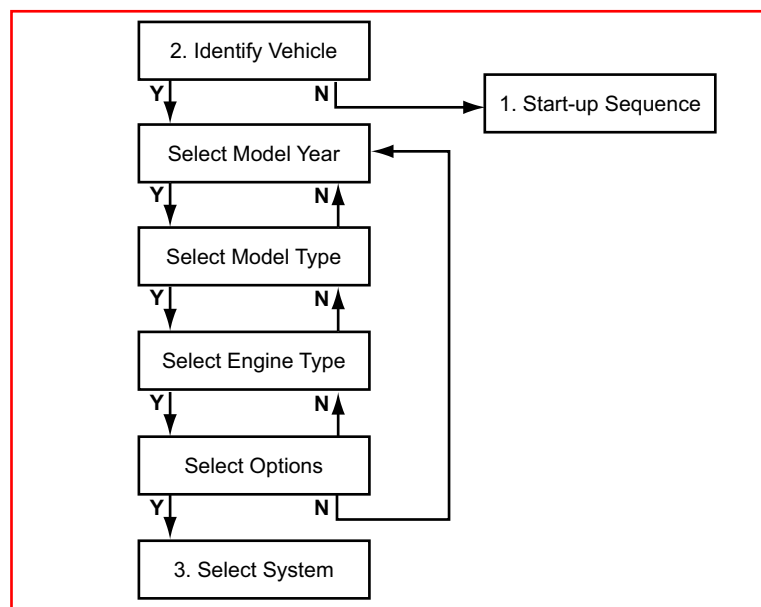 2. Identify Vehicle
Y
N
1. Start-up Sequence
Select Model Year
Y
N
Select Model Type
Y
N
Select Engine Type
Y
N
Select Options
Y
N
3. Select System